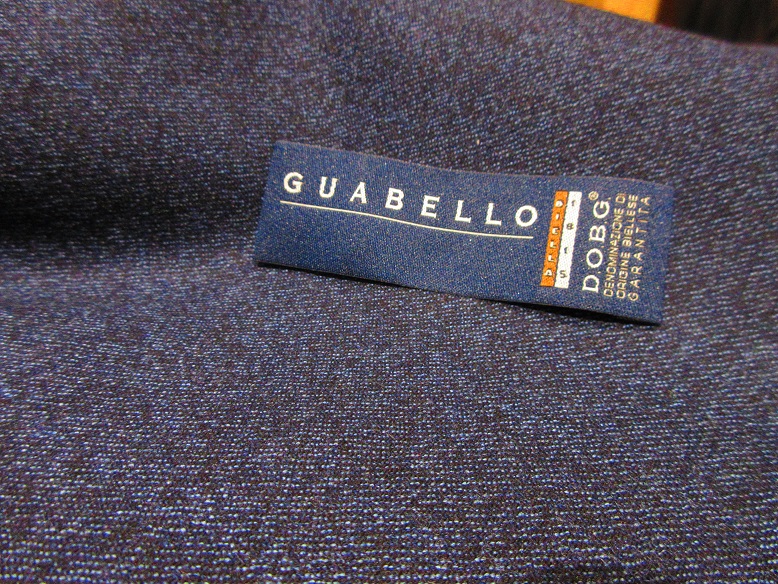 GUABELLO
BIELLA
1815
D.O.B.G®
DENOMINAZIONE DI
ORIGINE BIELLESE
GARANTITA